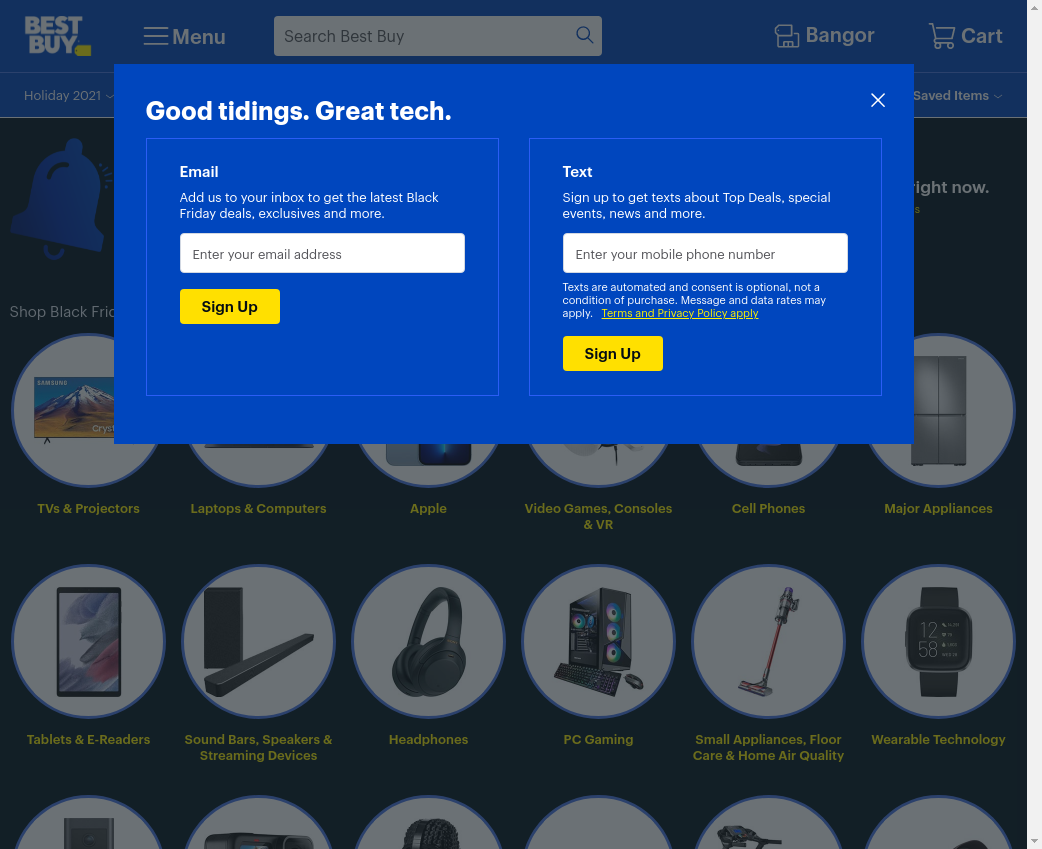 BEST
BUY
Menu
Search Best Buy
Bangor
Cart
Holiday 2021
Saved Items
Good tidings. Great tech.
Email
Add us to your inbox to get the latest Black
Friday deals, exclusives and more.
Enter your email address
Sign Up
Text
Sign up to get texts about Top Deals, special
events, news and more.
Enter your mobile phone number
Texts are automated and consent is optional, not a
condition of purchase. Message and data rates may
apply. Terms and Privacy Policy apply
Sign Up
right now.
s
Shop Black Frid
SAMSUNG
Cryst
TVs & Projectors
Laptops & Computers
Apple
Video Games, Consoles
& VR
Cell Phones
Major Appliances
12
58
Tablets & E-Readers
Sound Bars, Speakers &
Streaming Devices
Headphones
PC Gaming
Small Appliances, Floor
Care & Home Air Quality
Wearable Technology